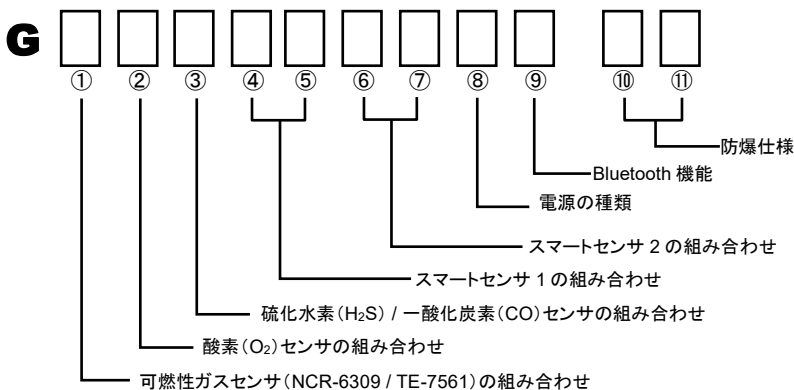 G
① ② ③ ④ ⑤ ⑥ ⑦ ⑧ ⑨ ⑩ ⑪
防爆仕様
Bluetooth 機能
電源の種類
スマートセンサ 2 の組み合わせ
スマートセンサ 1 の組み合わせ
硫化水素(H₂S) / 一酸化炭素(CO)センサの組み合わせ
酸素(O₂)センサの組み合わせ
可燃性ガスセンサ(NCR-6309 / TE-7561)の組み合わせ